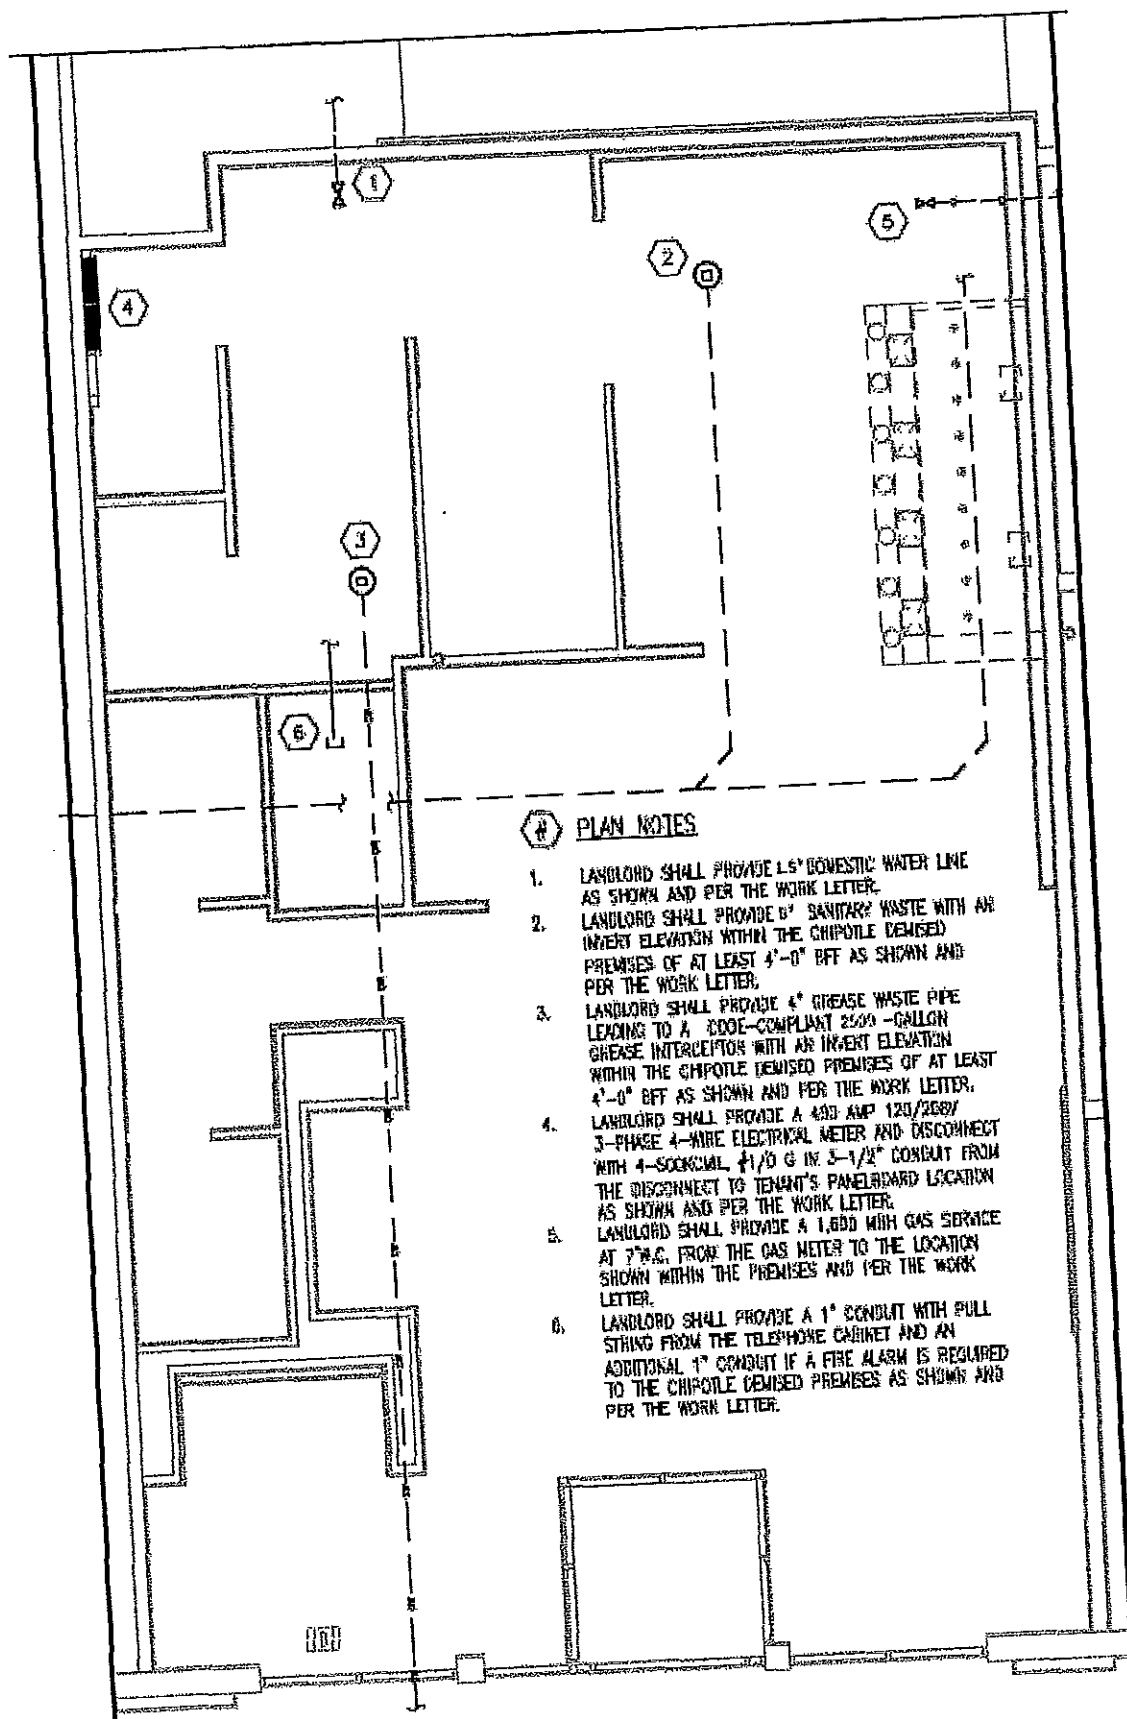 1
5
2
4
3
6
# PLAN NOTES
1. LANDLORD SHALL PROVIDE 1.5" DOMESTIC WATER LINE
AS SHOWN AND PER THE WORK LETTER.
2. LANDLORD SHALL PROVIDE SANITARY WASTE WITH AN
INVERT ELEVATION WITHIN THE CHIPOTLE DEMISED
PREMISES OF AT LEAST 4'-0" BFF AS SHOWN AND
PER THE WORK LETTER.
3. LANDLORD SHALL PROVIDE 4" GREASE WASTE PIPE
LEADING TO A CODE-COMPLIANT -GALLON
GREASE INTERCEPTOR WITH AN INVERT ELEVATION
WITHIN THE CHIPOTLE DEMISED PREMISES OF AT LEAST
4'-0" BFF AS SHOWN AND PER THE WORK LETTER.
4. LANDLORD SHALL PROVIDE A 400 AMP 120/208V
3-PHASE 4-WIRE ELECTRICAL METER AND DISCONNECT
WITH #1/0 G IN 3-1/2" CONDUIT FROM
THE DISCONNECT TO TENANT'S PANELBOARD LOCATION
AS SHOWN AND PER THE WORK LETTER.
5. LANDLORD SHALL PROVIDE A MBH GAS SERVICE
AT 7"W.C. FROM THE GAS METER TO THE LOCATION
SHOWN WITHIN THE PREMISES AND PER THE WORK
LETTER.
6. LANDLORD SHALL PROVIDE A 1" CONDUIT WITH PULL
STRING FROM THE TELEPHONE CABINET AND AN
ADDITIONAL 1" CONDUIT IF A FIRE ALARM IS REQUIRED
TO THE CHIPOTLE DEMISED PREMISES AS SHOWN AND
PER THE WORK LETTER.